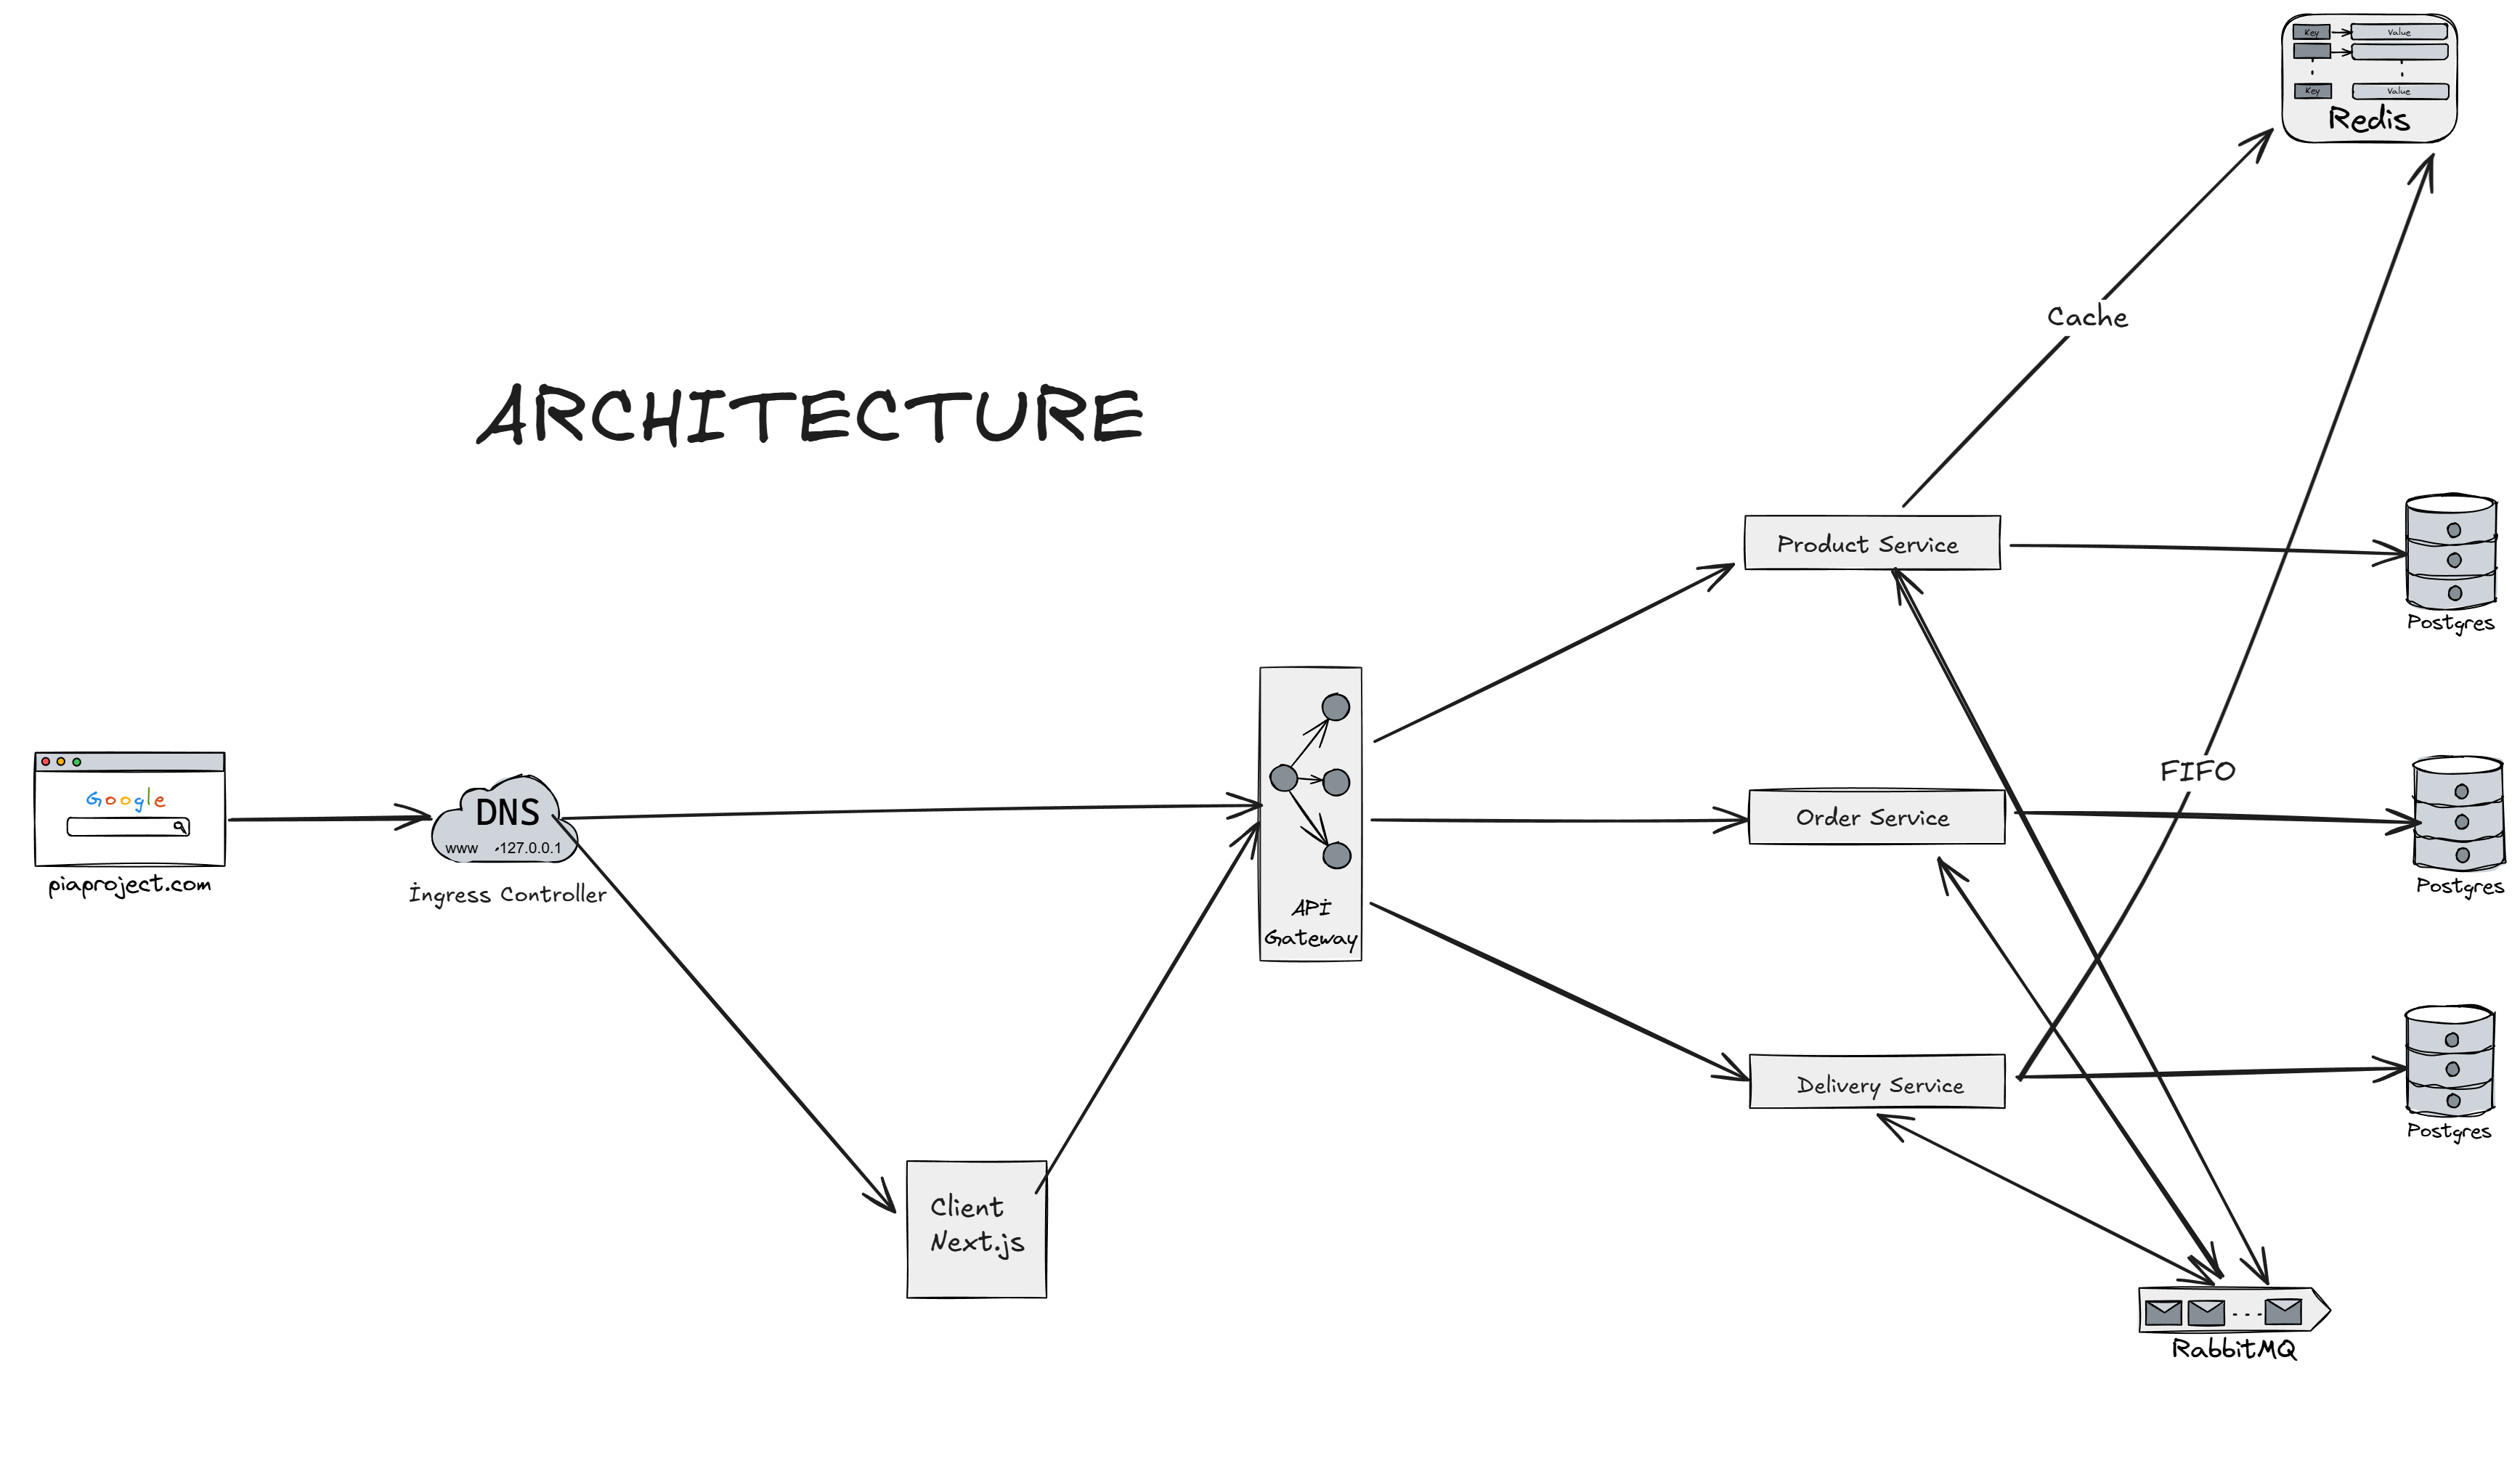 Key
Value
Key
Value
Redis
Cache
ARCHITECTURE
Product Service
Postgres
Google
piaproject.com
DNS
www 127.0.0.1
İngress Controller
APİ
Gateway
FIFO
Order Service
Postgres
Delivery Service
Postgres
Client
Next.js
RabbitMQ